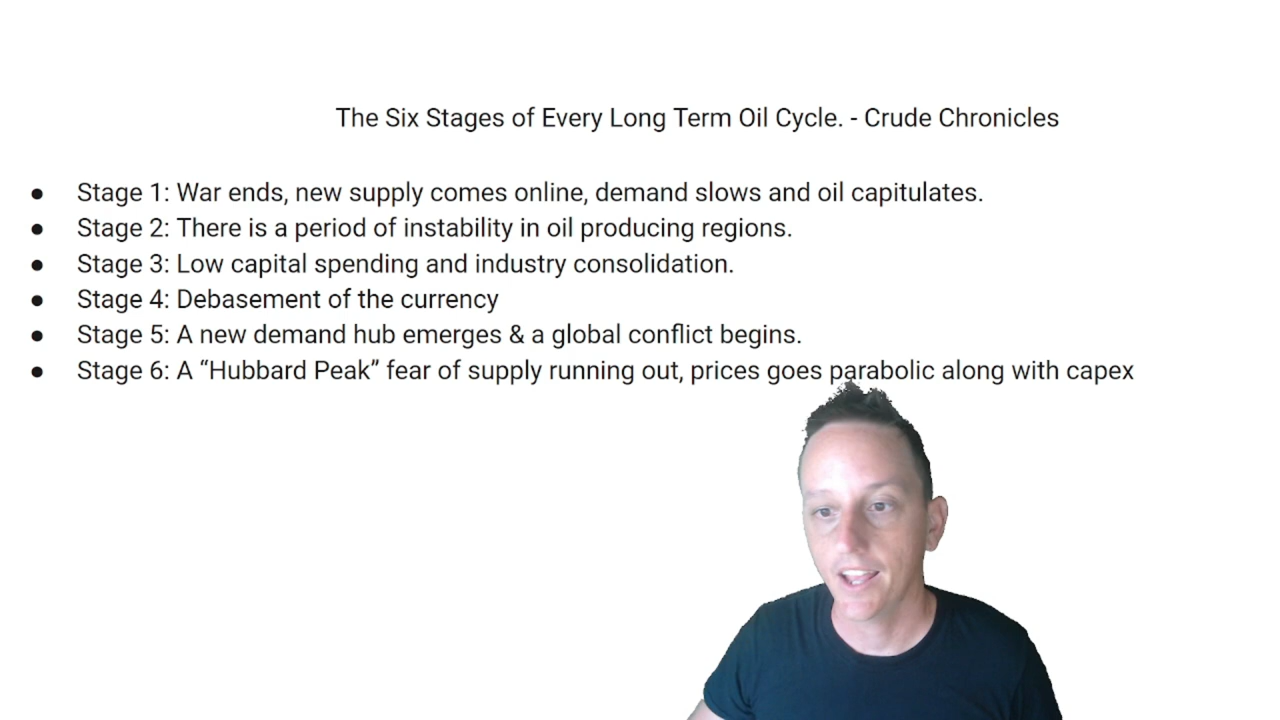 The Six Stages of Every Long Term Oil Cycle. - Crude Chronicles
● Stage 1: War ends, new supply comes online, demand slows and oil capitulates.
● Stage 2: There is a period of instability in oil producing regions.
● Stage 3: Low capital spending and industry consolidation.
● Stage 4: Debasement of the currency
● Stage 5: A new demand hub emerges & a global conflict begins.
● Stage 6: A “Hubbard Peak” fear of supply running out, prices goes parabolic along with capex